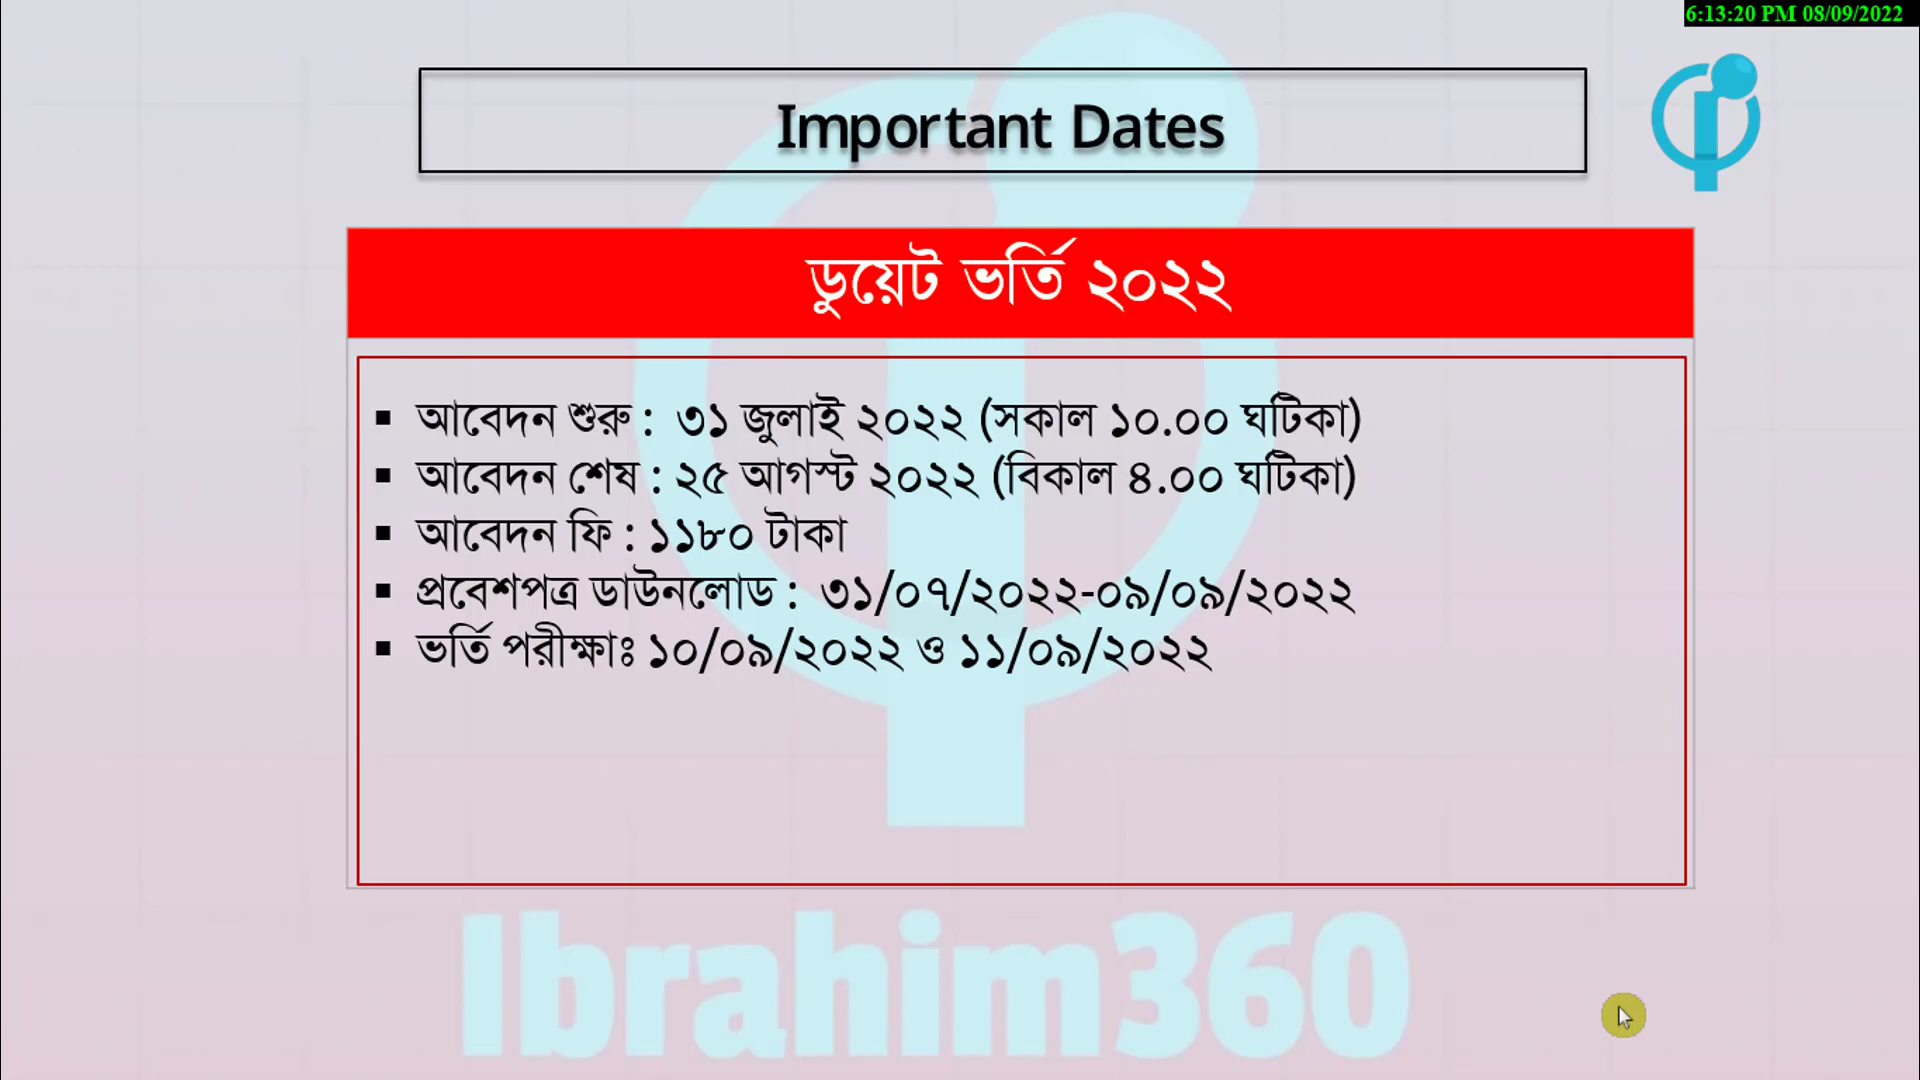 6:13:20 PM 08/09/2022
Important Dates
ডুয়েট ভর্তি ২০২২
▪ আবেদন শুরু : ৩১ জুলাই ২০২২ (সকাল ১০.০০ ঘটিকা)
▪ আবেদন শেষ : ২৫ আগস্ট ২০২২ (বিকাল ৪.০০ ঘটিকা)
▪ আবেদন ফি : ১১৮০ টাকা
▪ প্রবেশপত্র ডাউনলোড : ৩১/০৭/২০২২-০৯/০৯/২০২২
▪ ভর্তি পরীক্ষাঃ ১০/০৯/২০২২ ও ১১/০৯/২০২২
Ibrahim360